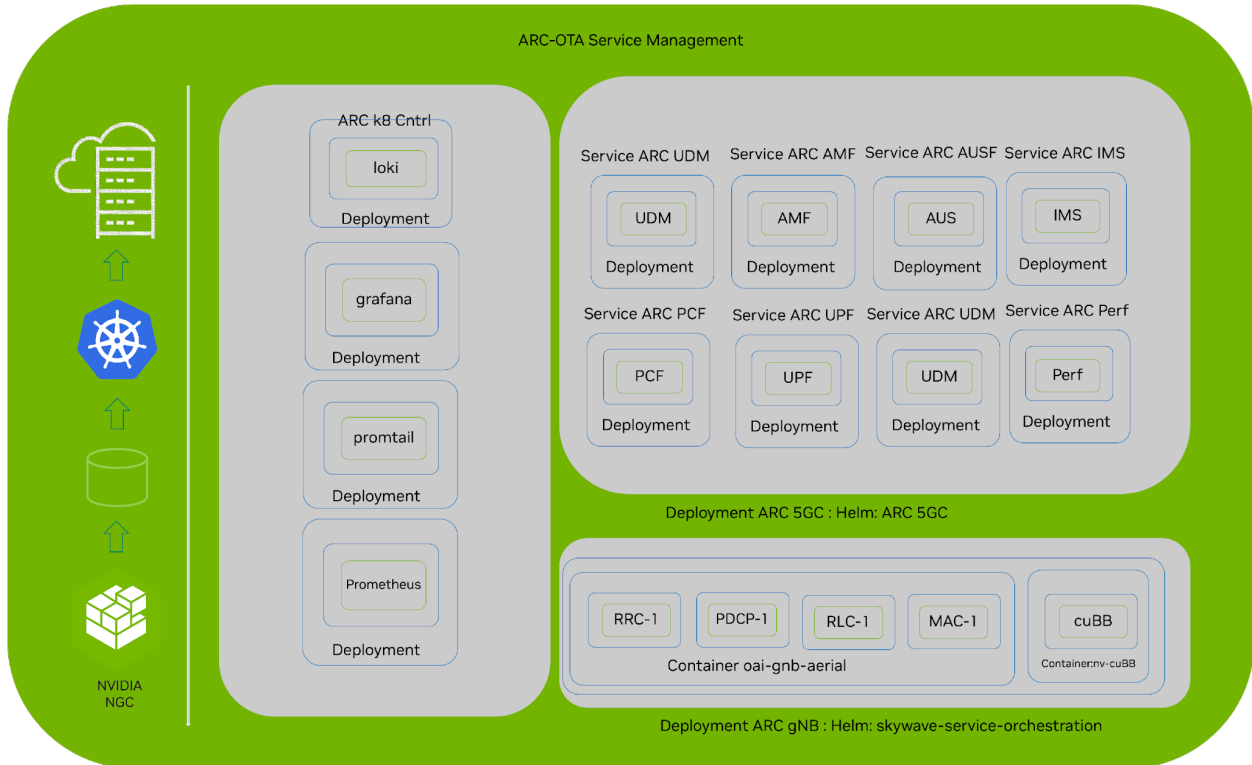 ARC-OTA Service Management
NVIDIA
NGC
ARC k8 Cntrl
loki
Deployment
grafana
Deployment
promtail
Deployment
Prometheus
Deployment
Service ARC UDM
Service ARC AMF
Service ARC AUSF
Service ARC IMS
UDM
AMF
AUS
IMS
Deployment
Deployment
Deployment
Deployment
Service ARC PCF
Service ARC UPF
Service ARC UDM
Service ARC Perf
PCF
UPF
UDM
Perf
Deployment
Deployment
Deployment
Deployment
Deployment ARC 5GC : Helm: ARC 5GC
RRC-1
PDCP-1
RLC-1
MAC-1
Container oai-gnb-aerial
cuBB
Container:nv-cuBB
Deployment ARC gNB : Helm: skywave-service-orchestration